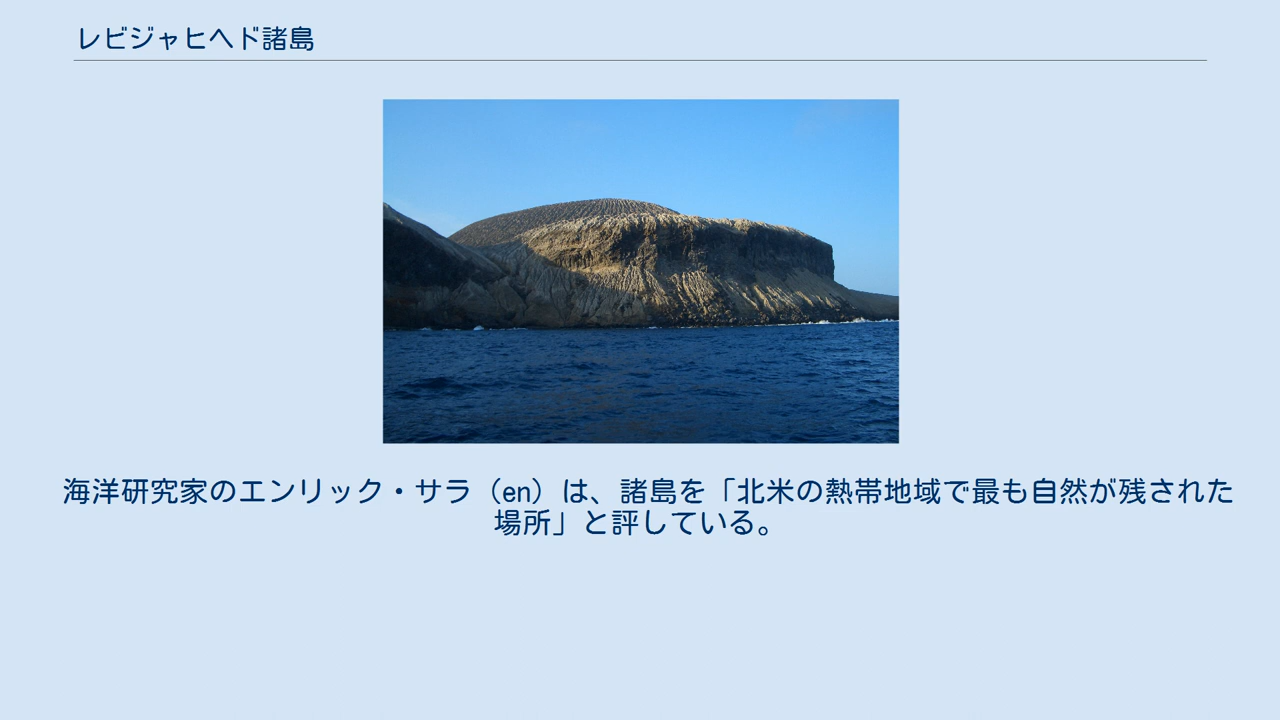 レビジャヒヘド諸島
海洋研究家のエンリック・サラ（en）は、諸島を「北米の熱帯地域で最も自然が残された
場所」と評している。